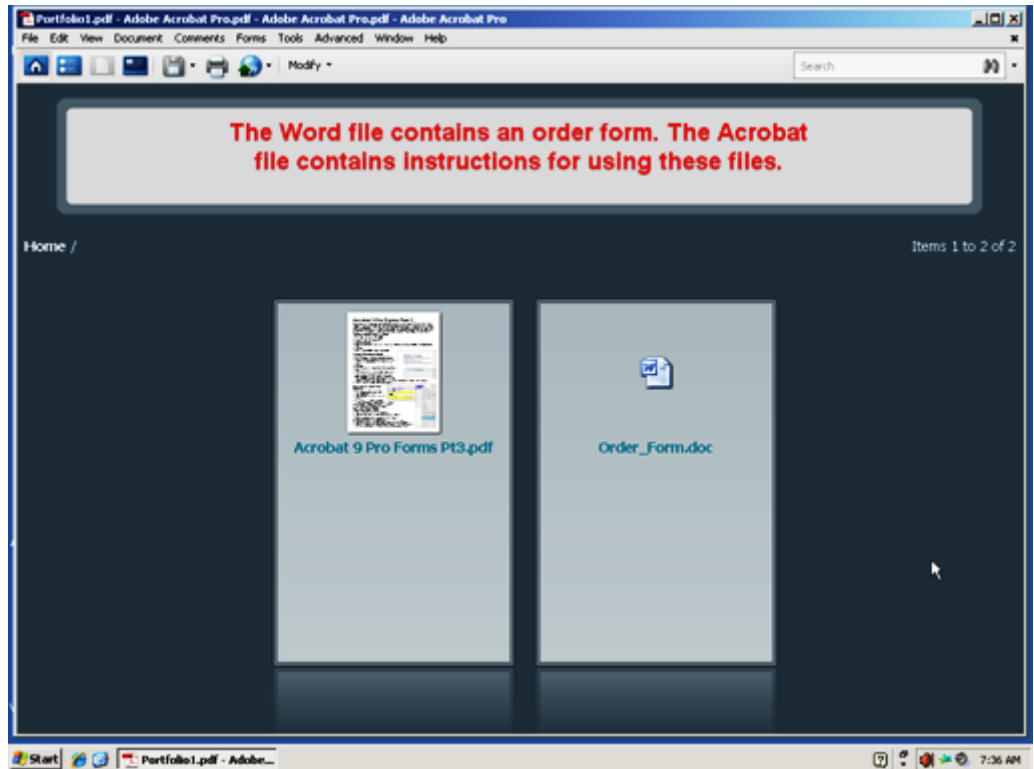 Portfolio1.pdf - Adobe Acrobat Pro.pdf - Adobe Acrobat Pro.pdf - Adobe Acrobat Pro
File Edit View Document Comments Forms Tools Advanced Window Help
Modify
Search
The Word file contains an order form. The Acrobat
file contains instructions for using these files.
Home /
Items 1 to 2 of 2
Acrobat 9 Pro Forms Pt3.pdf
Order_Form.doc
Start
Portfolio1.pdf - Adobe...
7:36 AM